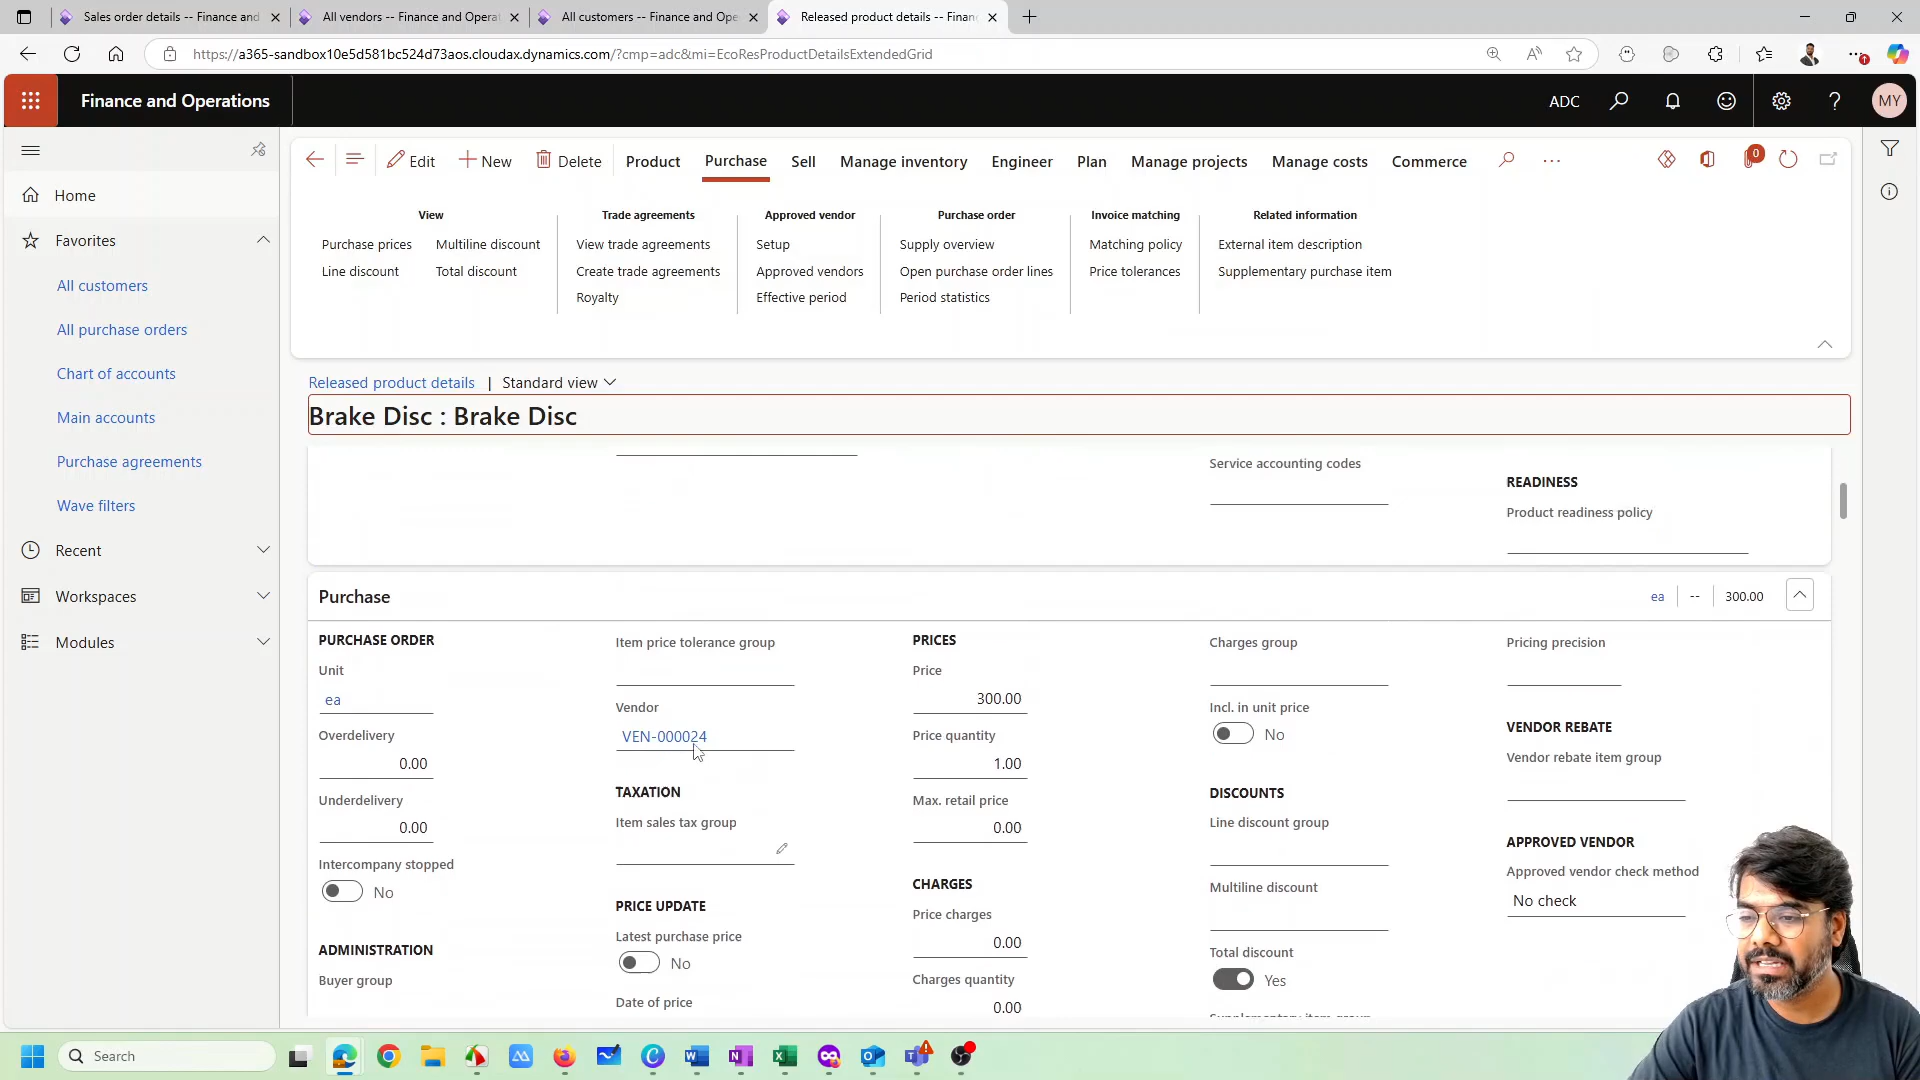 Sales order details -- Finance and
All vendors -- Finance and Operat
All customers -- Finance and Ope
Released product details -- Finan
https://a365-sandbox10e5d581bc524d73aos.cloudax.dynamics.com/?cmp=adc&mi=EcoResProductDetailsExtendedGrid
Finance and Operations
ADC
MY
Edit
New
Delete
Product
Purchase
Sell
Manage inventory
Engineer
Plan
Manage projects
Manage costs
Commerce
0
Home
Favorites
All customers
All purchase orders
Chart of accounts
Main accounts
Purchase agreements
Wave filters
Recent
Workspaces
Modules
View
Purchase prices
Multiline discount
Line discount
Total discount
Trade agreements
View trade agreements
Create trade agreements
Royalty
Approved vendor
Setup
Approved vendors
Effective period
Purchase order
Supply overview
Open purchase order lines
Period statistics
Invoice matching
Matching policy
Price tolerances
Related information
External item description
Supplementary purchase item
Released product details | Standard view
Brake Disc : Brake Disc
Service accounting codes
READINESS
Product readiness policy
Purchase
ea
--
300.00
PURCHASE ORDER
Unit
ea
Overdelivery
0.00
Underdelivery
0.00
Intercompany stopped
No
ADMINISTRATION
Buyer group
Item price tolerance group
Vendor
VEN-000024
TAXATION
Item sales tax group
PRICE UPDATE
Latest purchase price
No
Date of price
PRICES
Price
300.00
Price quantity
1.00
Max. retail price
0.00
CHARGES
Price charges
0.00
Charges quantity
0.00
Charges group
Incl. in unit price
No
DISCOUNTS
Line discount group
Multiline discount
Total discount
Yes
Pricing precision
VENDOR REBATE
Vendor rebate item group
APPROVED VENDOR
Approved vendor check method
No check
Search